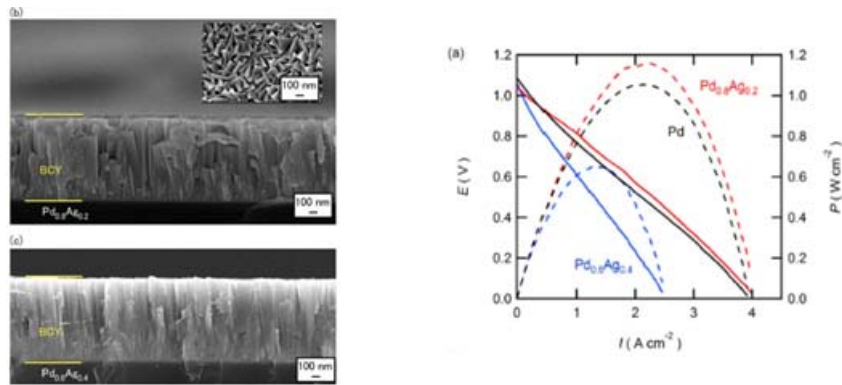 (b)
100 nm
BCY
Pd0.8Ag0.2
100 nm
(c)
BCY
Pd0.6Ag0.4
100 nm
(a)
1.2
1.0
0.8
0.6
0.4
0.2
0.0
E ( V )
1.2
1.0
0.8
0.6
0.4
0.2
0.0
P ( W cm-2 )
Pd0.8Ag0.2
Pd
Pd0.6Ag0.4
0 1 2 3 4
I ( A cm-2 )